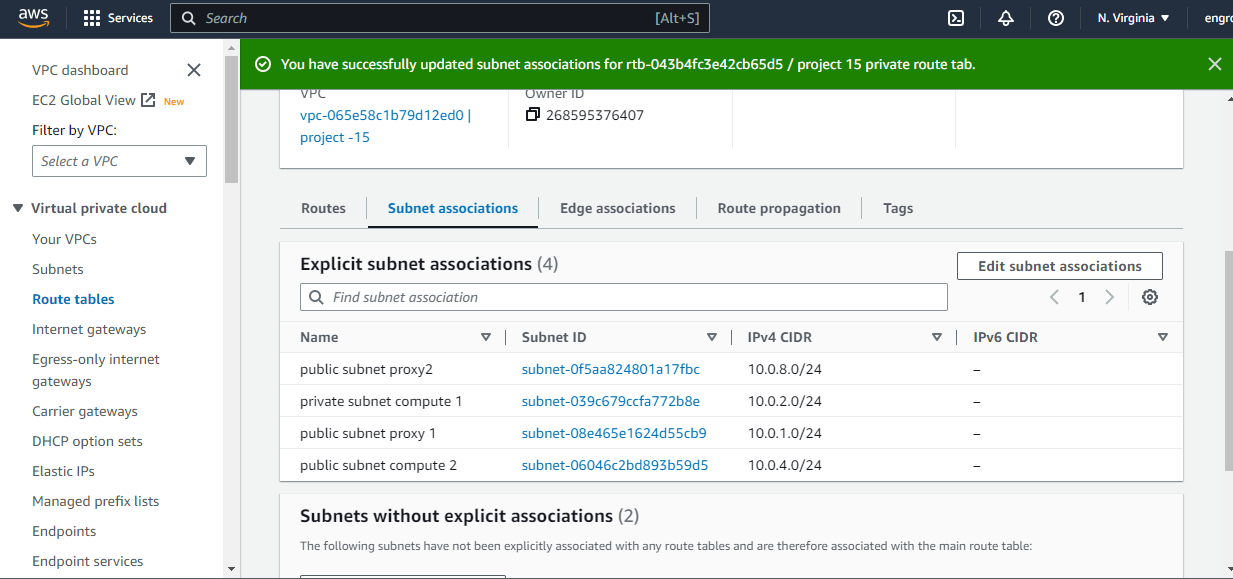 aws
Services
Search
[Alt+S]
N. Virginia
engr
You have successfully updated subnet associations for rtb-043b4fc3e42cb65d5 / project 15 private route tab.
VPC dashboard
EC2 Global View
New
Filter by VPC:
Select a VPC
Virtual private cloud
Your VPCs
Subnets
Route tables
Internet gateways
Egress-only internet
gateways
Carrier gateways
DHCP option sets
Elastic IPs
Managed prefix lists
Endpoints
Endpoint services
VPC
vpc-065e58c1b79d12ed0 |
project -15
Owner ID
268595376407
Routes
Subnet associations
Edge associations
Route propagation
Tags
Explicit subnet associations (4)
Edit subnet associations
Find subnet association
1
Name Subnet ID IPv4 CIDR IPv6 CIDR
public subnet proxy2 subnet-0f5aa824801a17fbc 10.0.8.0/24 –
private subnet compute 1 subnet-039c679ccfa772b8e 10.0.2.0/24 –
public subnet proxy 1 subnet-08e465e1624d55cb9 10.0.1.0/24 –
public subnet compute 2 subnet-06046c2bd893b59d5 10.0.4.0/24 –
Subnets without explicit associations (2)
The following subnets have not been explicitly associated with any route tables and are therefore associated with the main route table: